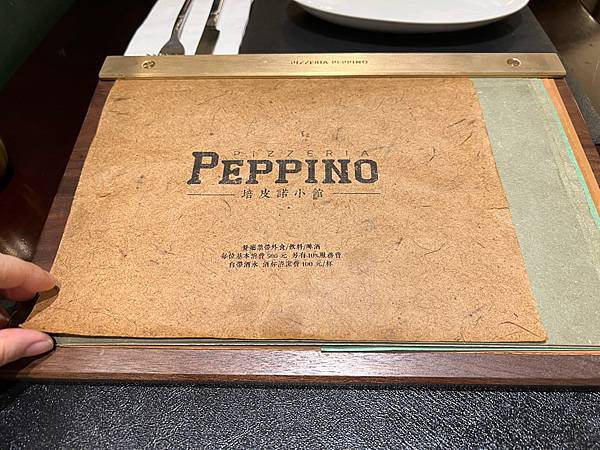 PIZZERIA PEPPINO
PIZZERIA
PEPPINO
培皮諾小館
餐廳禁帶外食/飲料/啤酒
每位基本消費 500 元 另有10%服務費
自帶酒水 酒杯清潔費 100 元/杯